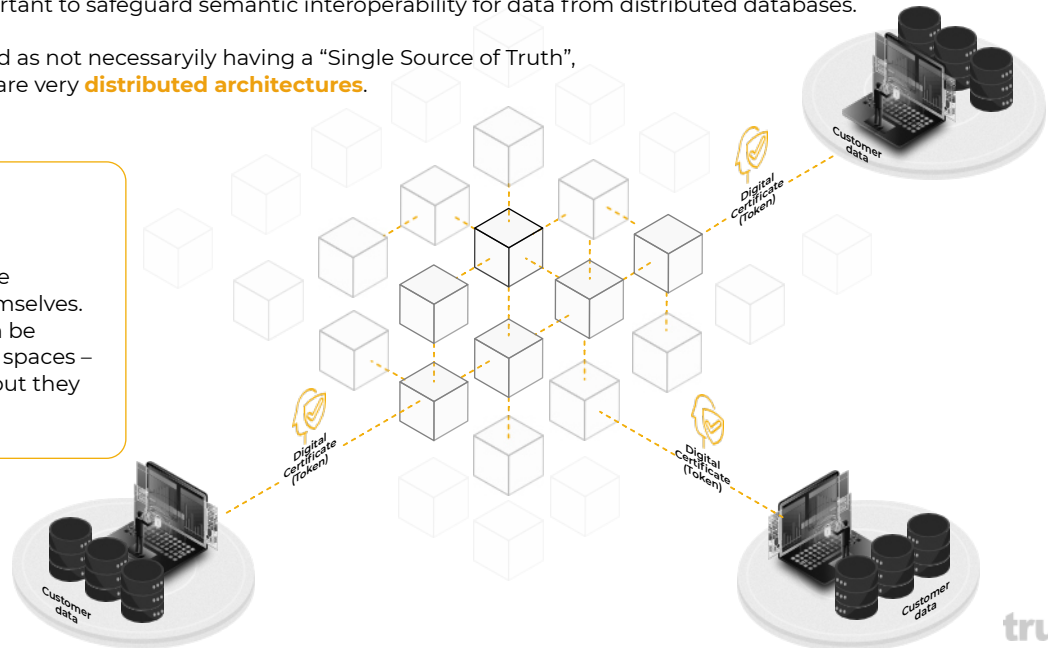 rtant to safeguard semantic interoperability for data from distributed databases.
d as not necessaryily having a “Single Source of Truth”,
are very distributed architectures.
e
mselves.
be
spaces –
out they
Customer
data
Digital
Certificate
(Token)
Digital
Certificate
(Token)
Digital
Certificate
(Token)
Customer
data
Customer
data
tru